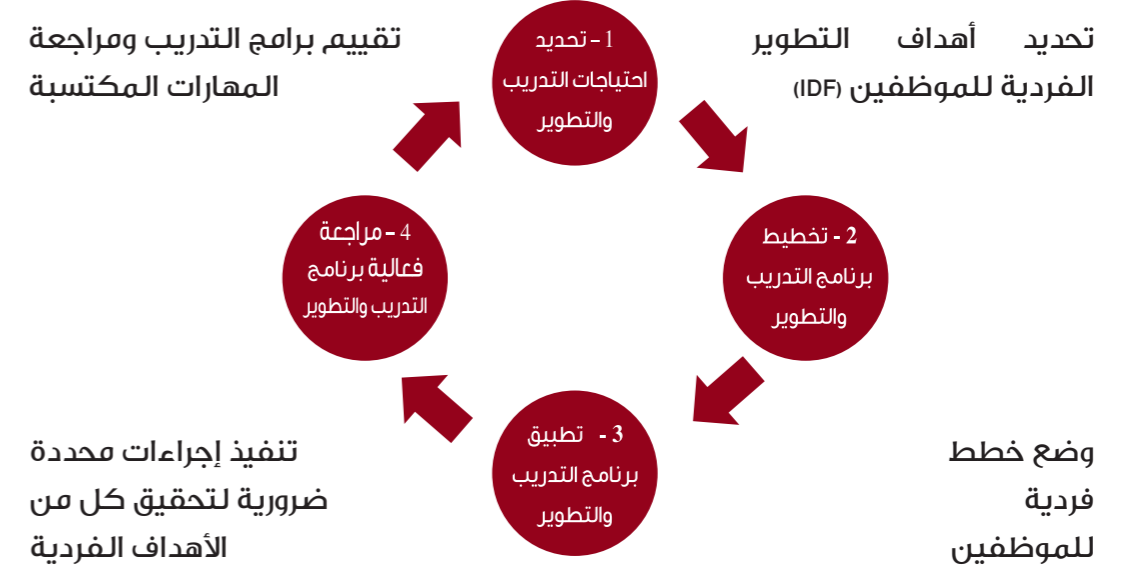 1 - تحديد
احتياجات التدريب
والتطوير
تحديد أهداف التطوير
الفردية للموظفين (IDF)
2 - تخطيط
برنامج التدريب
والتطوير
وضع خطط
فردية
للموظفين
3 - تطبيق
برنامج التدريب
والتطوير
تنفيذ إجراءات محددة
ضرورية لتحقيق كل من
الأهداف الفردية
4 - مراجعة
فعالية برنامج
التدريب والتطوير
تقييم برامج التدريب ومراجعة
المهارات المكتسبة